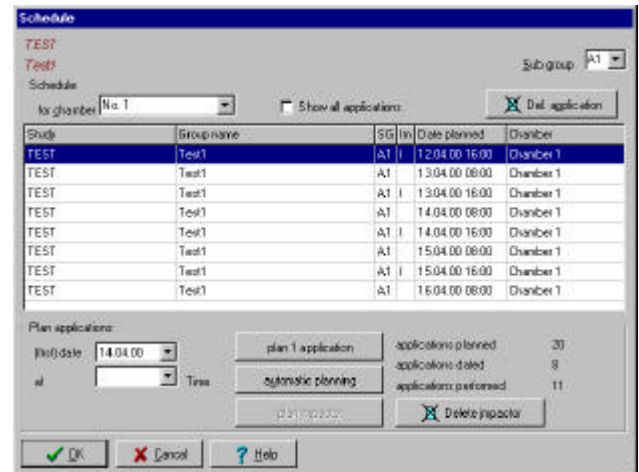 Schedule
TEST
Test1
Sub group A1
Schedule
for chamber No. 1 Show all applications Del. application
Study Group name SG Im Date planned Chamber
TEST Test1 A1 I 12.04.00 16:00 Chamber 1
TEST Test1 A1 13.04.00 08:00 Chamber 1
TEST Test1 A1 I 13.04.00 16:00 Chamber 1
TEST Test1 A1 14.04.00 08:00 Chamber 1
TEST Test1 A1 I 14.04.00 16:00 Chamber 1
TEST Test1 A1 15.04.00 08:00 Chamber 1
TEST Test1 A1 I 15.04.00 16:00 Chamber 1
TEST Test1 A1 16.04.00 08:00 Chamber 1
Plan applications
date 14.04.00 plan 1 application applications planned 20
at Time automatic planning applications dated
applications performed 11
plan impactor Delete impactor
OK Cancel Help